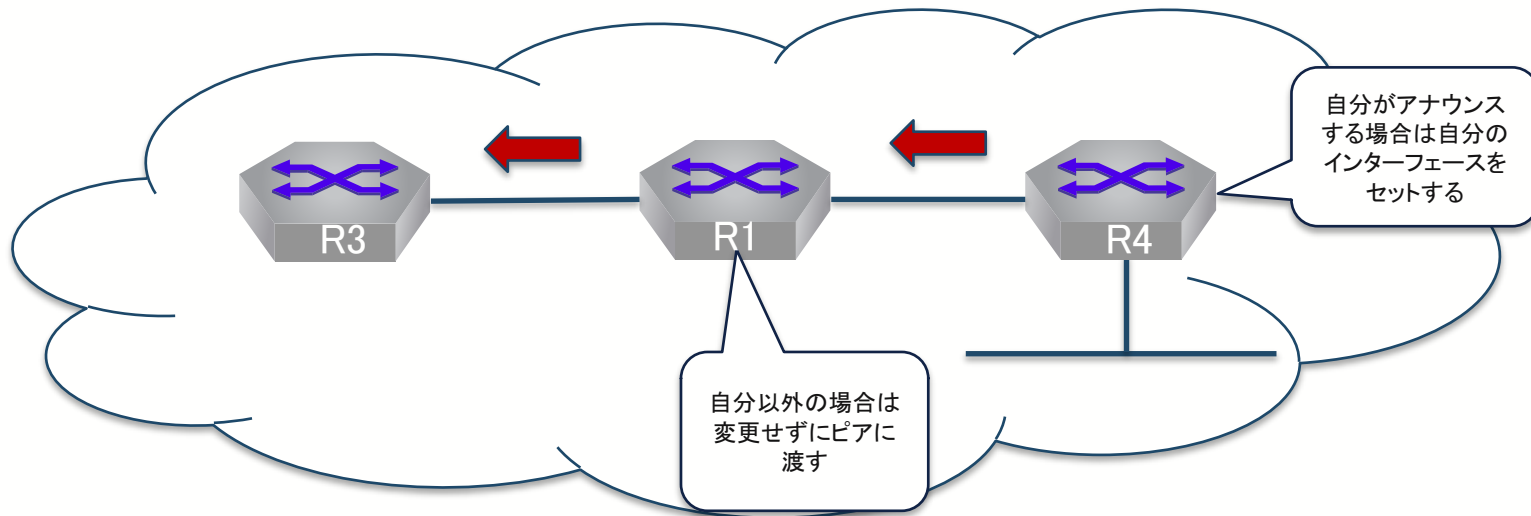 自分がアナウンス
する場合は自分の
インターフェースを
セットする
R3
R1
R4
自分以外の場合は
変更せずにピアに
渡す